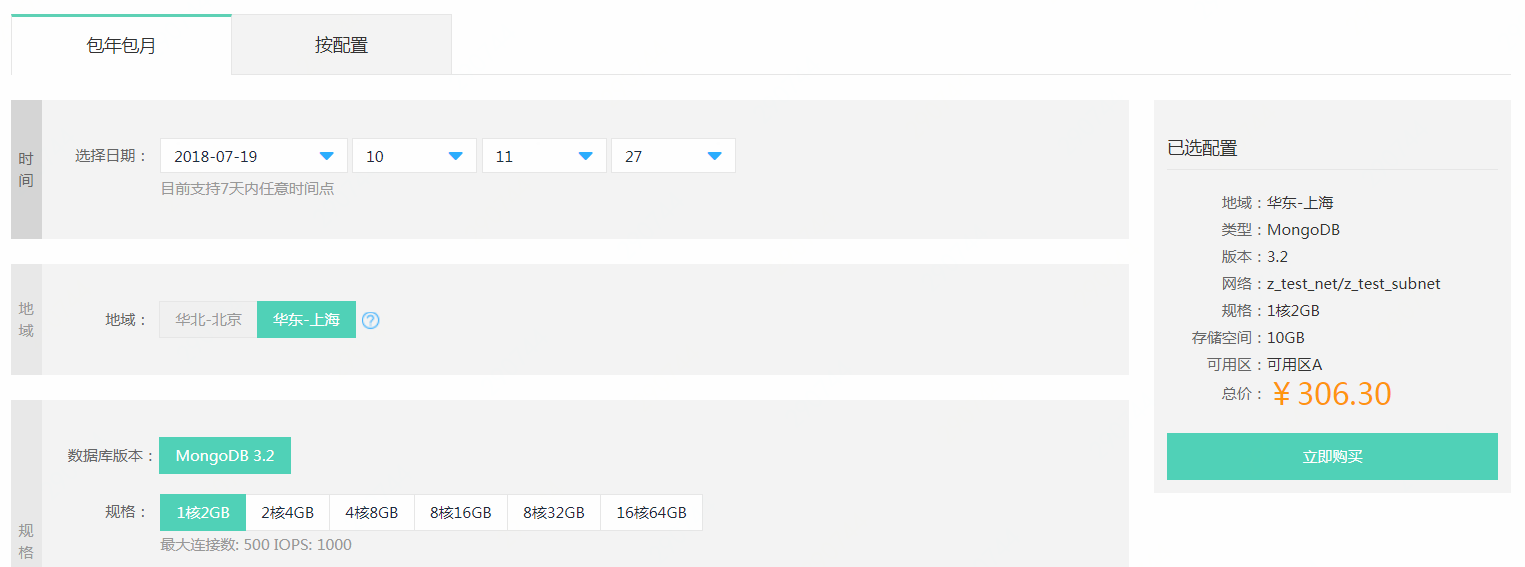 包年包月 按配置
时间
选择日期： 2018-07-19 10 11 27
目前支持7天内任意时间点
地域
地域： 华北-北京 华东-上海 ?
规格
数据库版本： MongoDB 3.2
规格： 1核2GB 2核4GB 4核8GB 8核16GB 8核32GB 16核64GB
最大连接数: 500 IOPS: 1000
已选配置
地域：华东-上海
类型：MongoDB
版本：3.2
网络：z_test_net/z_test_subnet
规格：1核2GB
存储空间：10GB
可用区：可用区A
总价： ¥ 306.30
立即购买